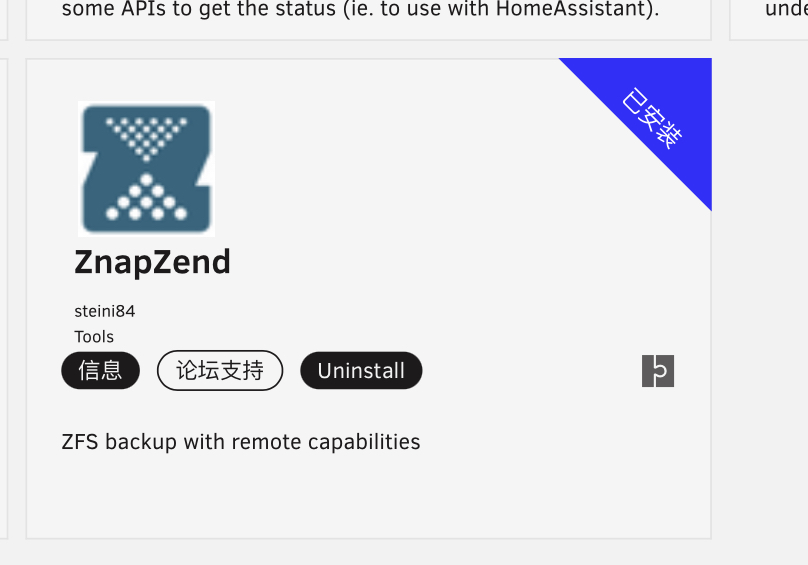 some APIs to get the status (ie. to use with HomeAssistant).
已安装
ZnapZend
steini84
Tools
信息 论坛支持 Uninstall
ZFS backup with remote capabilities